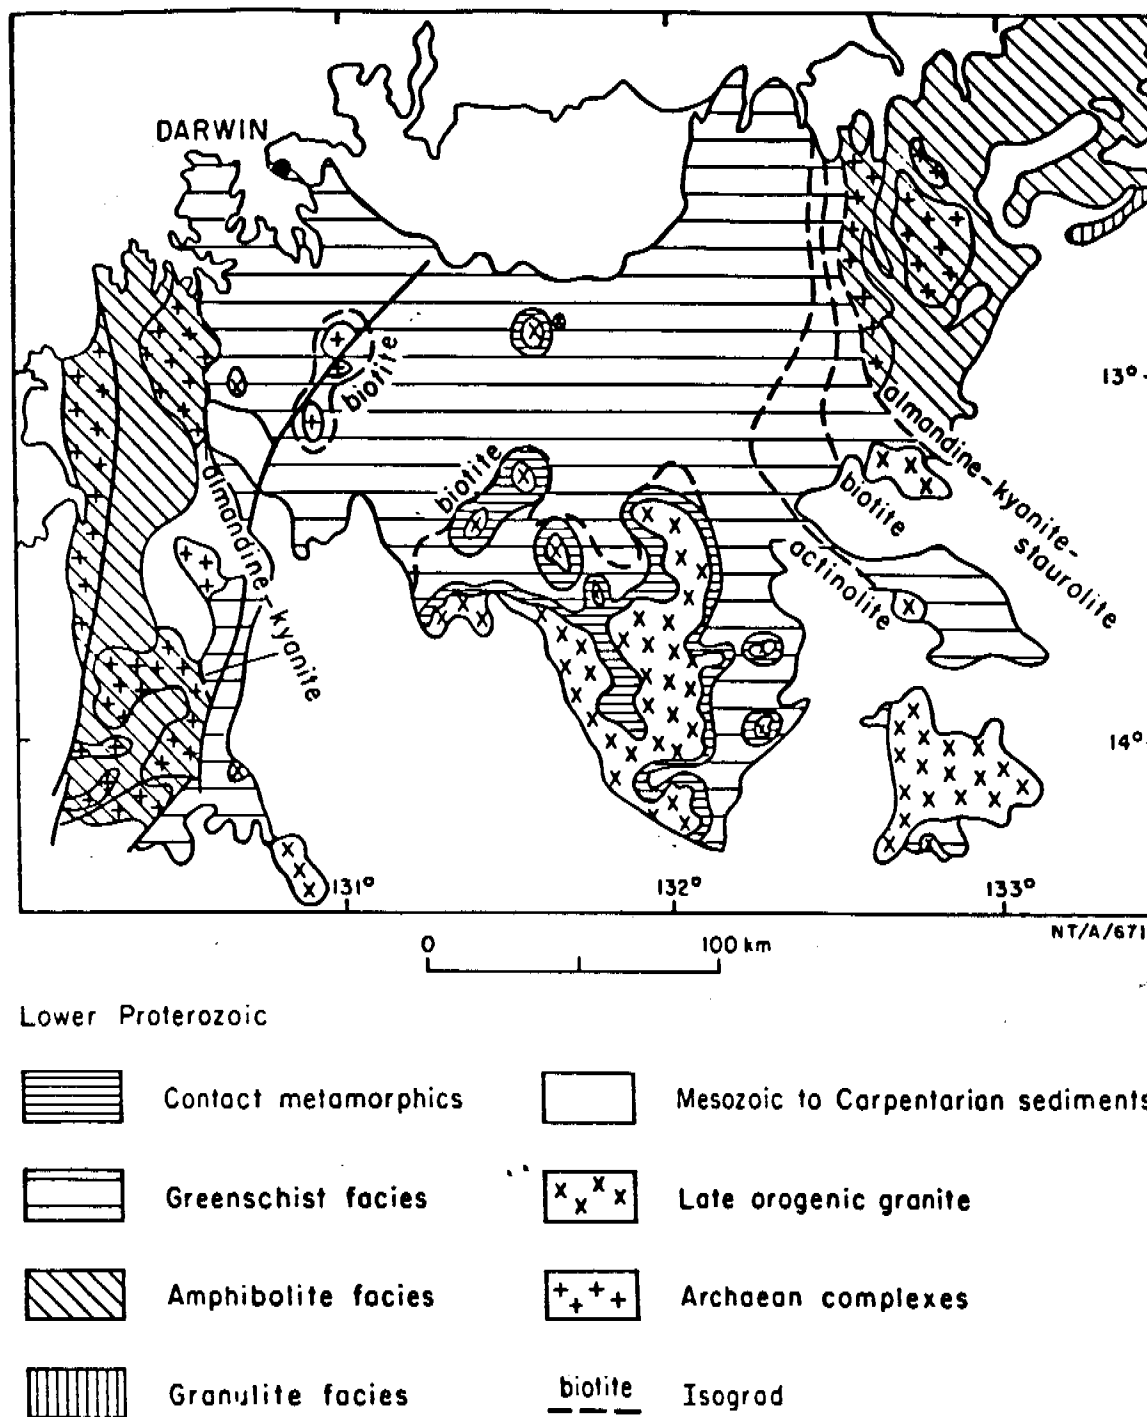 DARWIN
biotite
13°
almandine-kyanite-
staurolite
biotite
biotite
actinolite
almandine-kyanite
14°
131°
132°
133°
NT/A/671
0 100 km
Lower Proterozoic
Contact metamorphics
Mesozoic to Carpentarian sediments
Greenschist facies
Late orogenic granite
Amphibolite facies
Archaean complexes
Granulite facies
biotite Isograd